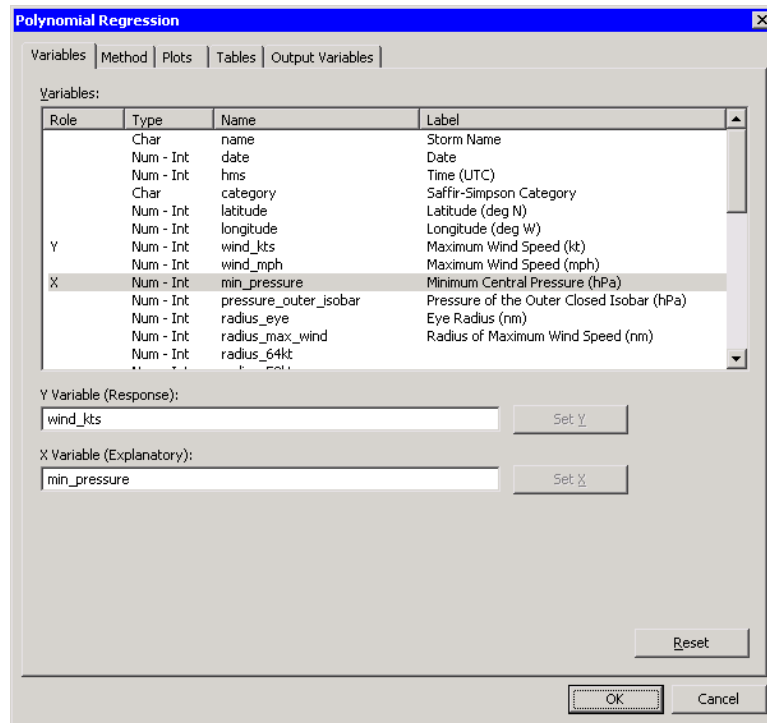 Polynomial Regression
Variables Method Plots Tables Output Variables
Variables:
Role Type Name Label
Char name Storm Name
Num - Int date Date
Num - Int hms Time (UTC)
Char category Saffir-Simpson Category
Num - Int latitude Latitude (deg N)
Num - Int longitude Longitude (deg W)
Y Num - Int wind_kts Maximum Wind Speed (kt)
Num - Int wind_mph Maximum Wind Speed (mph)
X Num - Int min_pressure Minimum Central Pressure (hPa)
Num - Int pressure_outer_isobar Pressure of the Outer Closed Isobar (hPa)
Num - Int radius_eye Eye Radius (nm)
Num - Int radius_max_wind Radius of Maximum Wind Speed (nm)
Num - Int radius_64kt
Y Variable (Response):
wind_kts Set Y
X Variable (Explanatory):
min_pressure Set X
Reset
OK Cancel